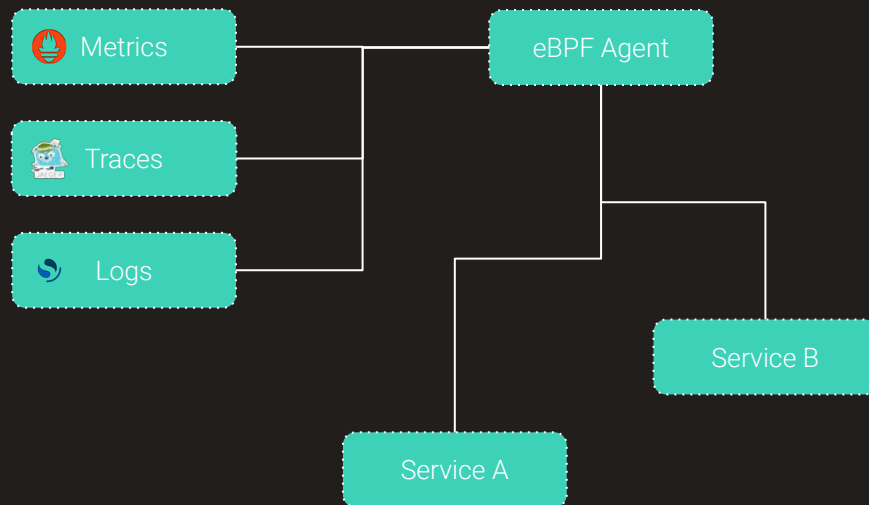 Metrics
eBPF Agent
Traces
Logs
Service B
Service A